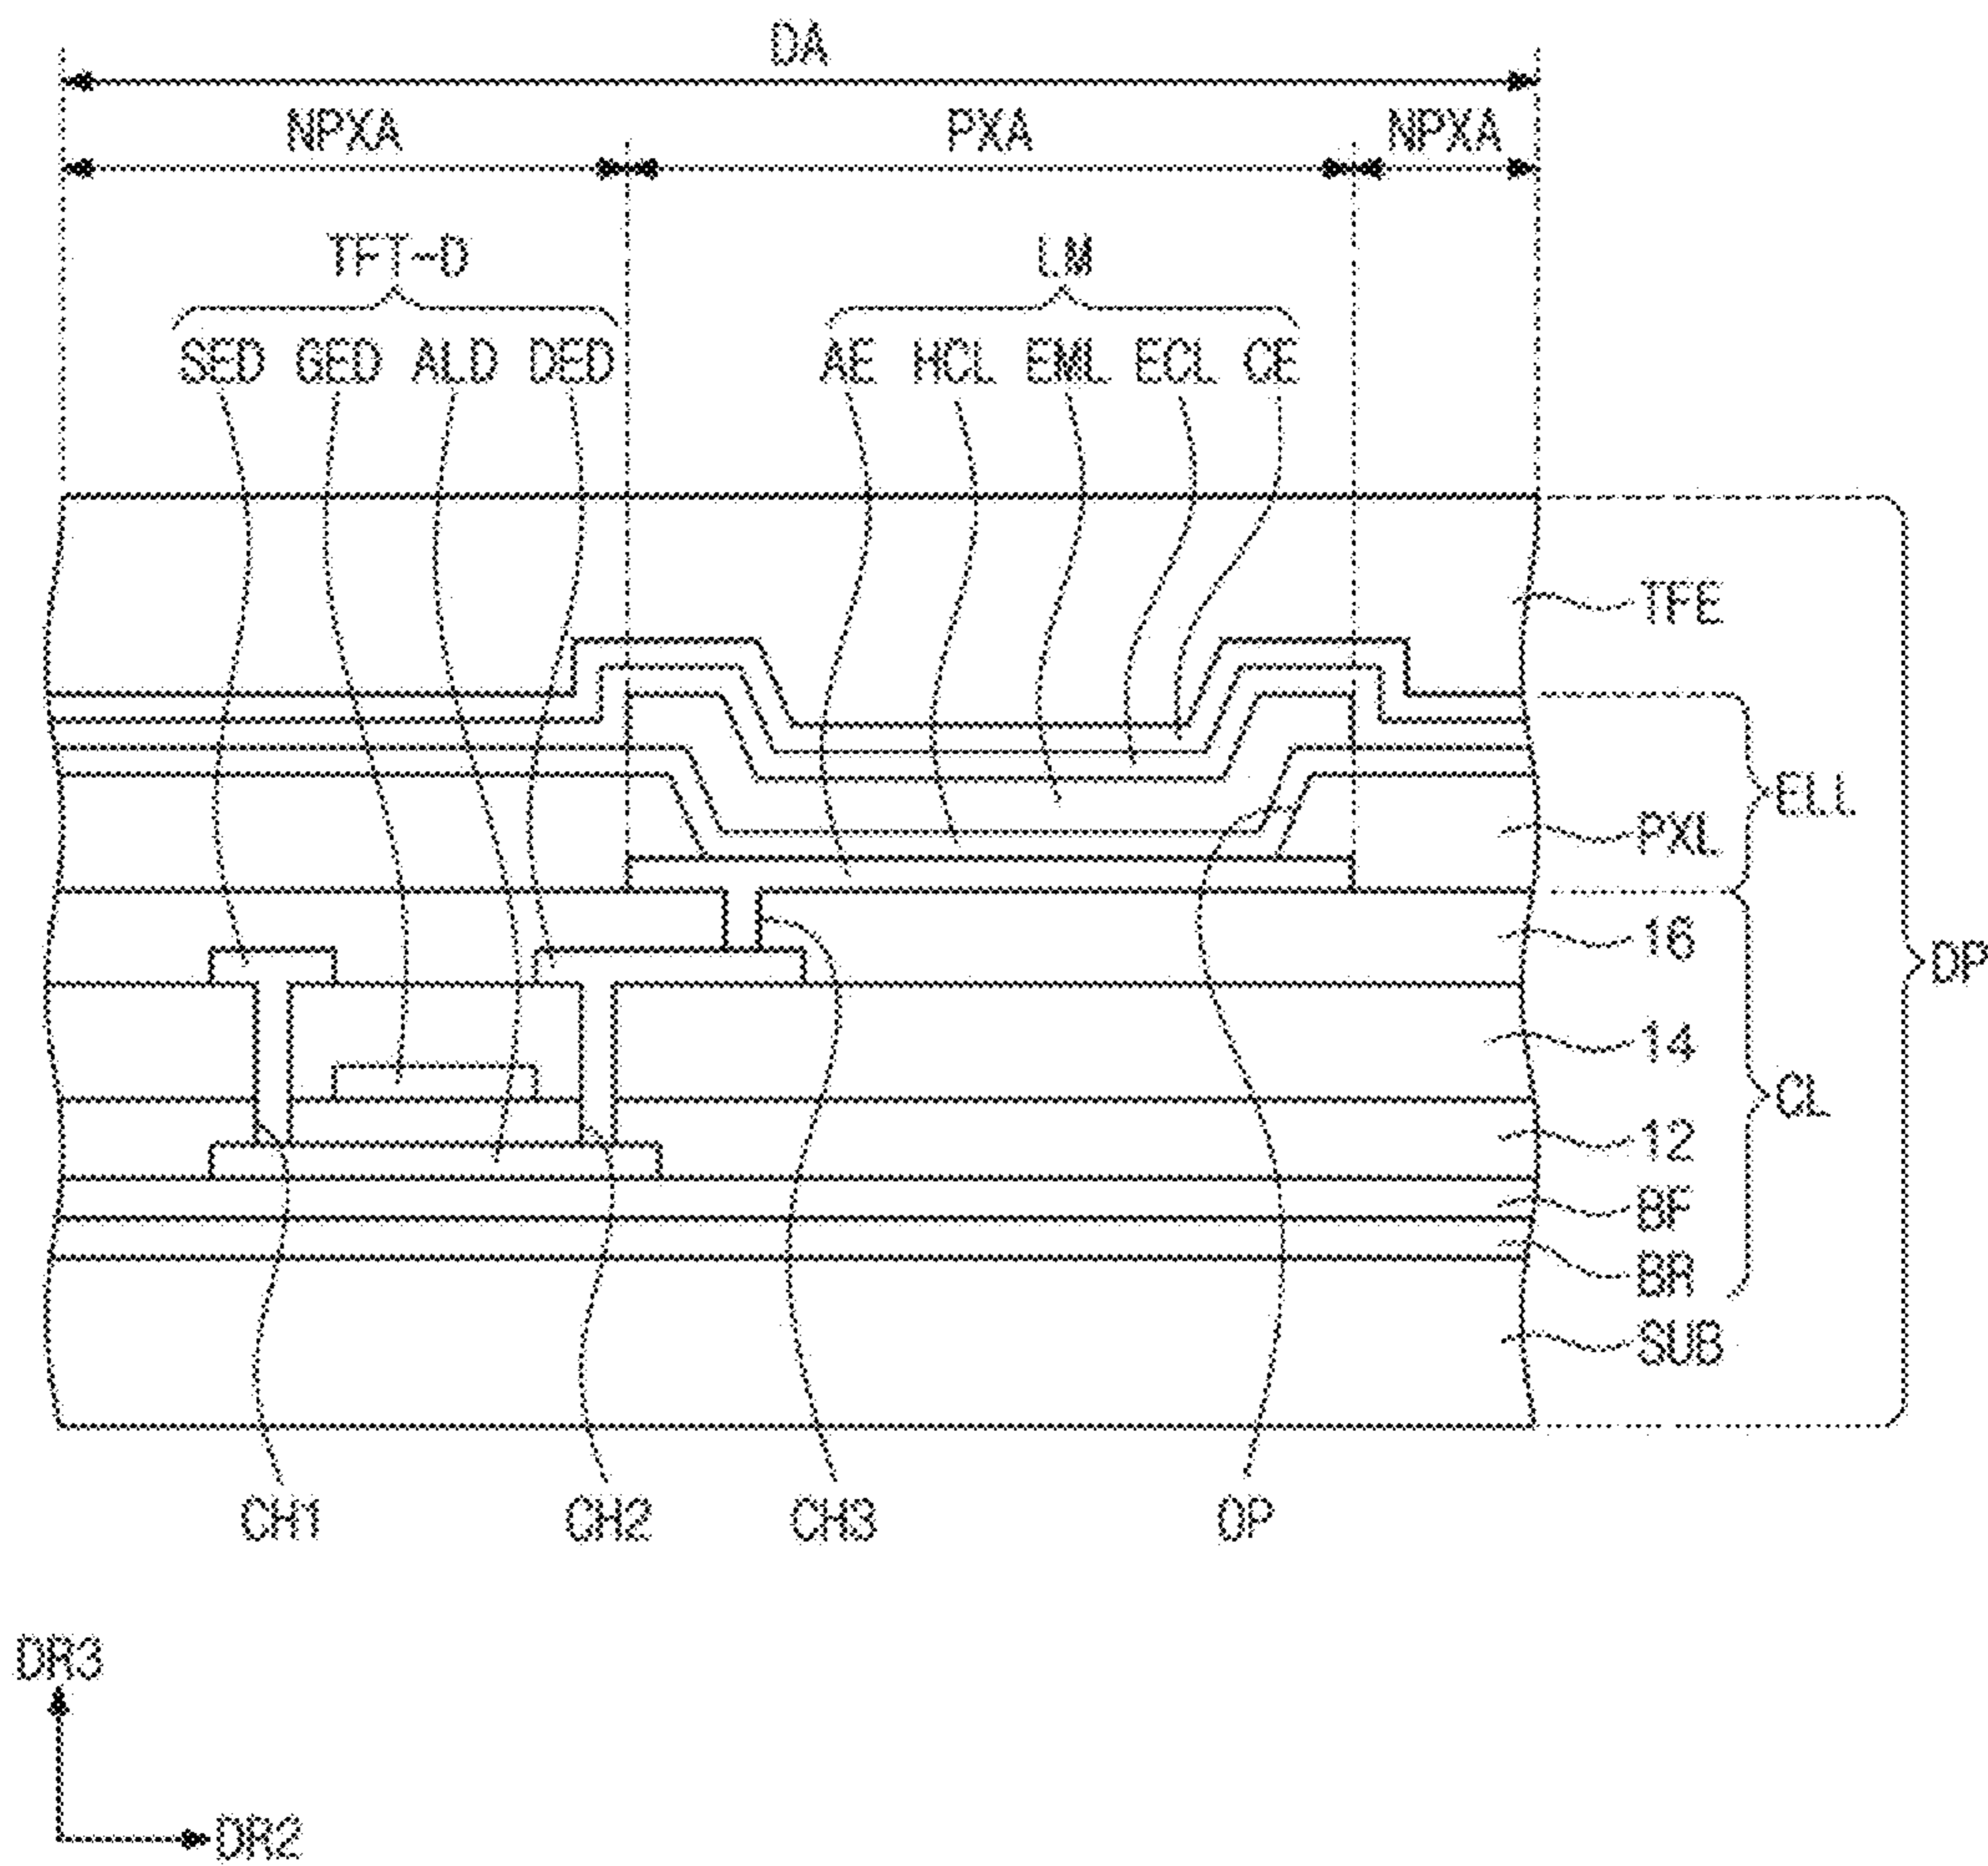 DA
NPXA PXA NPXA
TFT-D LM
SED GED ALD DED AE HCL EML ECL CE
TFE
ELL
PXL
16
DP
14
CL
12
BF
BR
SUB
CH1 CH2 CH3 OP
DR3
DR2